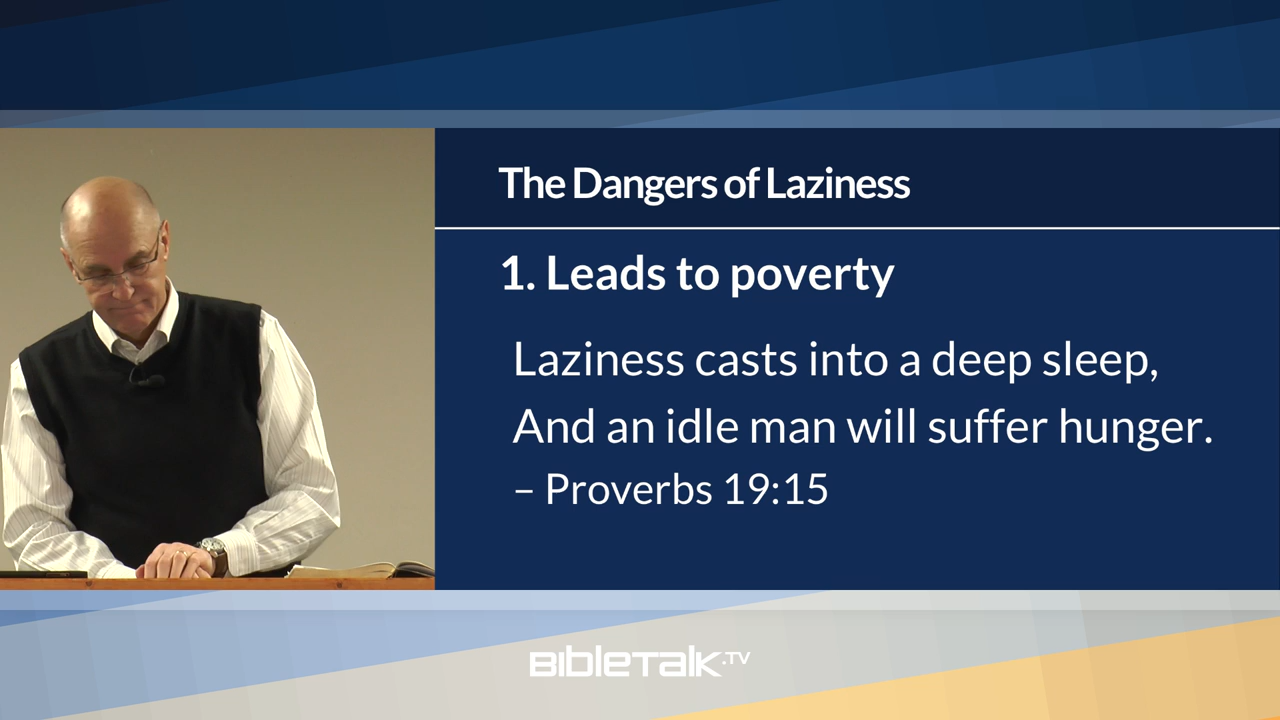 The Dangers of Laziness
1. Leads to poverty
Laziness casts into a deep sleep,
And an idle man will suffer hunger.
– Proverbs 19:15
BibleTalk.TV